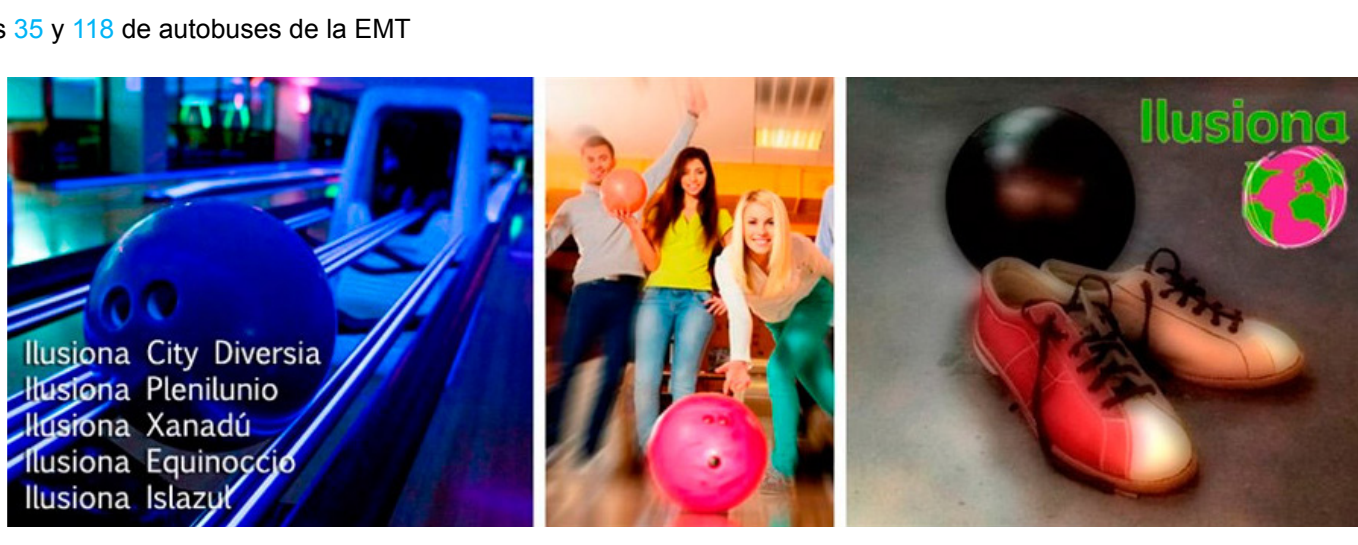 s 35 y 118 de autobuses de la EMT
Ilusiona City Diversia
Ilusiona Plenilunio
Ilusiona Xanadú
Ilusiona Equinoccio
Ilusiona Islazul
Ilusiona